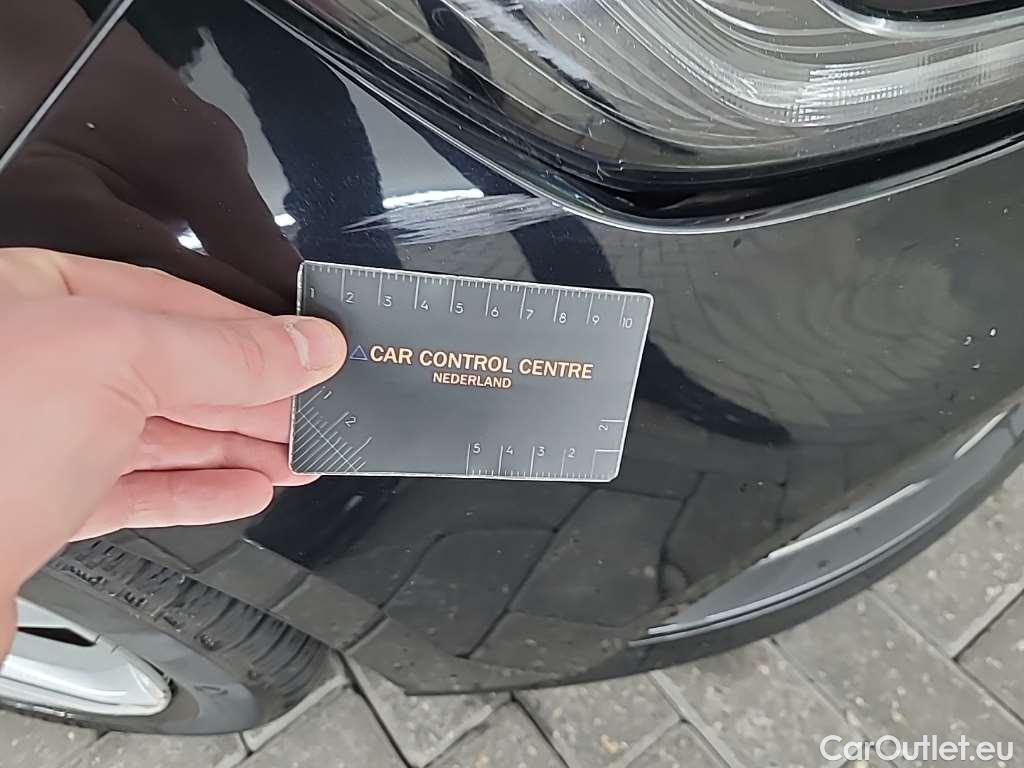 1 2 3 4 5 6 7 8 9 10
CAR CONTROL CENTRE
NEDERLAND
1
2
5 4 3 2
2
CarOutlet.eu